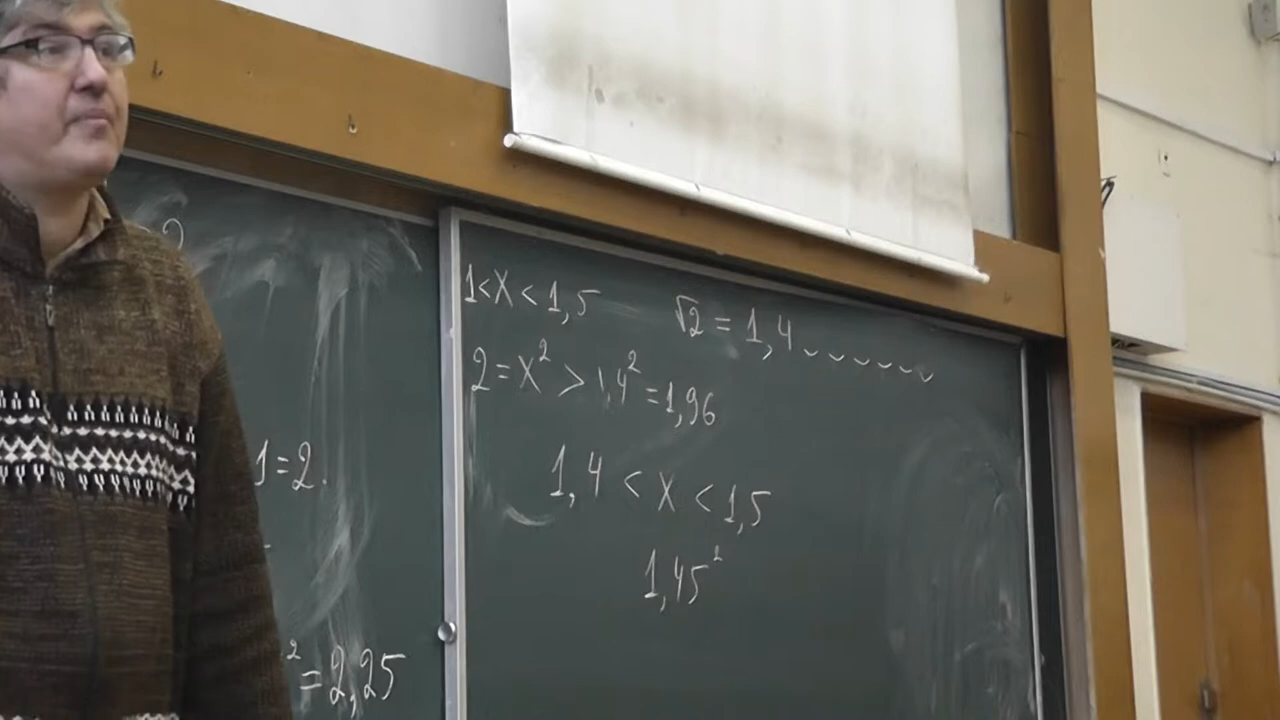 1<x<1,5
√2 = 1,4
2=x²>1,4²=1,96
1,4<x<1,5
1,45²
1=2.
²=2,25